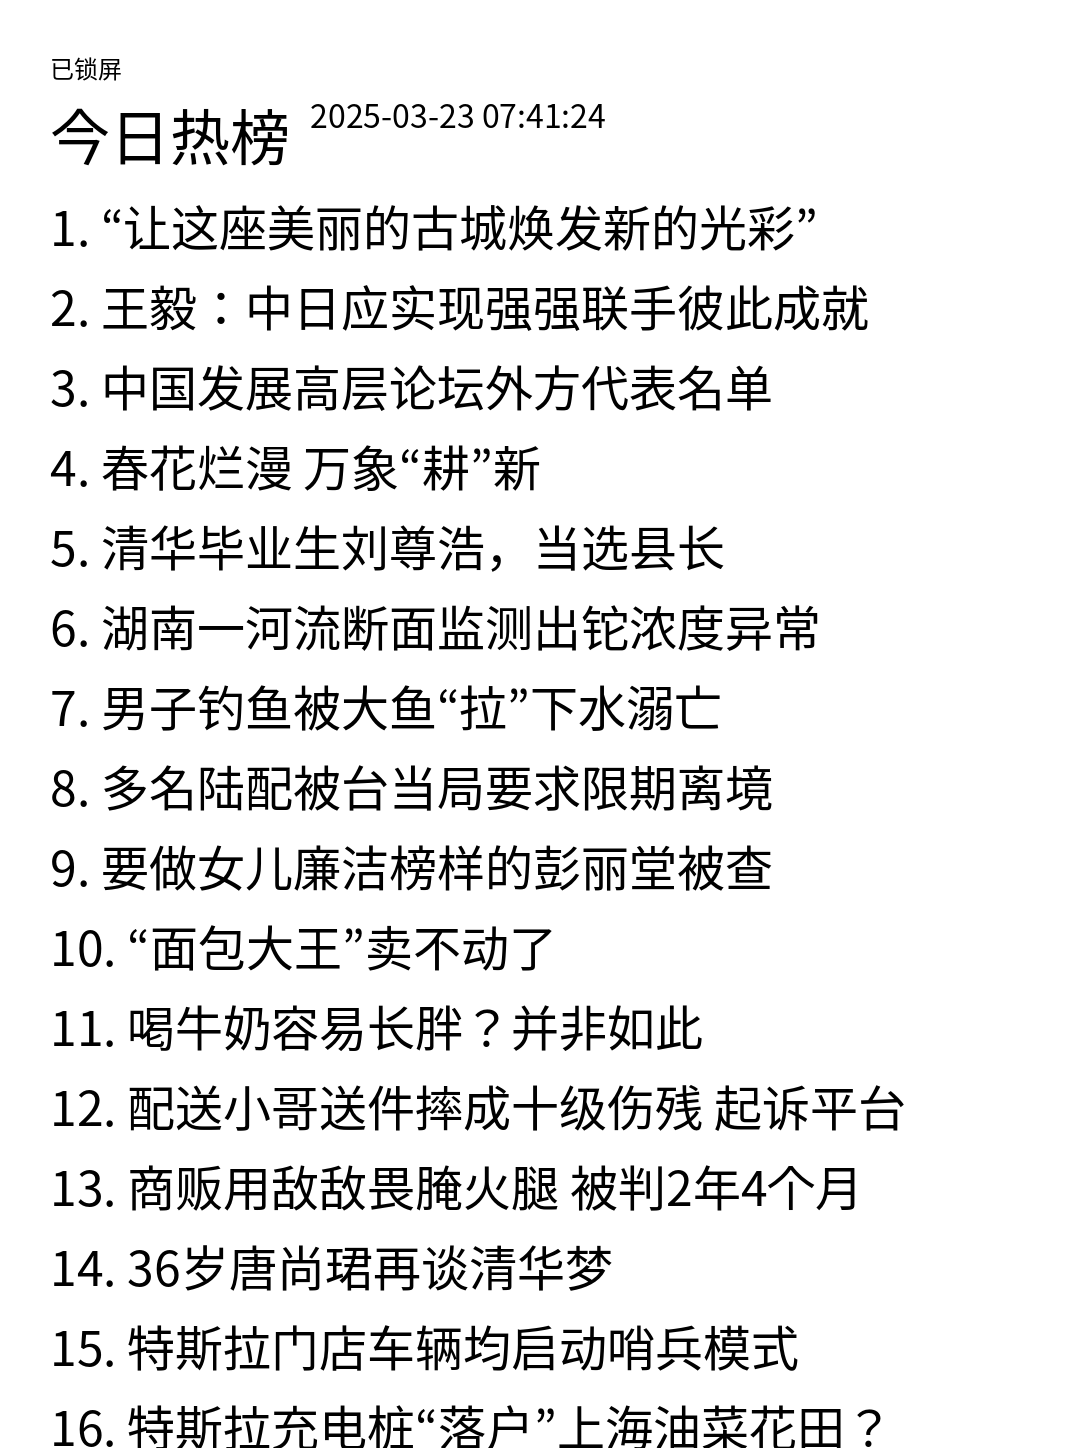 已锁屏
今日热榜 2025-03-23 07:41:24
1. “让这座美丽的古城焕发新的光彩”
2. 王毅：中日应实现强强联手彼此成就
3. 中国发展高层论坛外方代表名单
4. 春花烂漫 万象“耕”新
5. 清华毕业生刘尊浩，当选县长
6. 湖南一河流断面监测出铊浓度异常
7. 男子钓鱼被大鱼“拉”下水溺亡
8. 多名陆配被台当局要求限期离境
9. 要做女儿廉洁榜样的彭丽堂被查
10. “面包大王”卖不动了
11. 喝牛奶容易长胖？并非如此
12. 配送小哥送件摔成十级伤残 起诉平台
13. 商贩用敌敌畏腌火腿 被判2年4个月
14. 36岁唐尚珺再谈清华梦
15. 特斯拉门店车辆均启动哨兵模式
16. 特斯拉充电桩“落户”上海油菜花田？